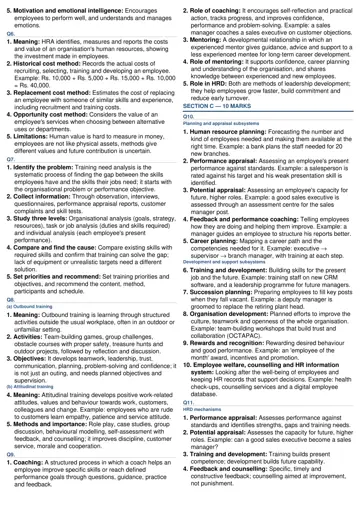 5. Motivation and emotional intelligence: Encourages
employees to perform well, and understands and manages
emotions.
Q6.
1. Meaning: HRA identifies, measures and reports the costs
and value of an organisation's human resources, showing
the investment made in employees.
2. Historical cost method: Records the actual costs of
recruiting, selecting, training and developing an employee.
Example: Rs. 10,000 + Rs. 5,000 + Rs. 15,000 + Rs. 10,000
= Rs. 40,000.
3. Replacement cost method: Estimates the cost of replacing
an employee with someone of similar skills and experience,
including recruitment and training costs.
4. Opportunity cost method: Considers the value of an
employee's services when choosing between alternative
uses or departments.
5. Limitations: Human value is hard to measure in money,
employees are not like physical assets, methods give
different values and future contribution is uncertain.
Q7.
1. Identify the problem: Training need analysis is the
systematic process of finding the gap between the skills
employees have and the skills their jobs need; it starts with
the organisational problem or performance objective.
2. Collect information: Through observation, interviews,
questionnaires, performance appraisal reports, customer
complaints and skill tests.
3. Study three levels: Organisational analysis (goals, strategy,
resources), task or job analysis (duties and skills required)
and individual analysis (each employee's present
performance).
4. Compare and find the cause: Compare existing skills with
required skills and confirm that training can solve the gap;
lack of equipment or unrealistic targets need a different
solution.
5. Set priorities and recommend: Set training priorities and
objectives, and recommend the content, method,
participants and schedule.
Q8.
(a) Outbound training
1. Meaning: Outbound training is learning through structured
activities outside the usual workplace, often in an outdoor or
unfamiliar setting.
2. Activities: Team-building games, group challenges,
obstacle courses with proper safety, treasure hunts and
outdoor projects, followed by reflection and discussion.
3. Objectives: It develops teamwork, leadership, trust,
communication, planning, problem-solving and confidence; it
is not just an outing, and needs planned objectives and
supervision.
(b) Attitudinal training
4. Meaning: Attitudinal training develops positive work-related
attitudes, values and behaviour towards work, customers,
colleagues and change. Example: employees who are rude
to customers learn empathy, patience and service attitude.
5. Methods and importance: Role play, case studies, group
discussion, behavioural modelling, self-assessment with
feedback, and counselling; it improves discipline, customer
service, morale and cooperation.
Q9.
1. Coaching: A structured process in which a coach helps an
employee improve specific skills or reach defined
performance goals through questions, guidance, practice
and feedback.
2. Role of coaching: It encourages self-reflection and practical
action, tracks progress, and improves confidence,
performance and problem-solving. Example: a sales
manager coaches a sales executive on customer objections.
3. Mentoring: A developmental relationship in which an
experienced mentor gives guidance, advice and support to a
less experienced mentee for long-term career development.
4. Role of mentoring: It supports confidence, career planning
and understanding of the organisation, and shares
knowledge between experienced and new employees.
5. Role in HRD: Both are methods of leadership development;
they help employees grow faster, build commitment and
reduce early turnover.
SECTION C — 10 MARKS
Q10.
Planning and appraisal subsystems
1. Human resource planning: Forecasting the number and
kind of employees needed and making them available at the
right time. Example: a bank plans the staff needed for 20
new branches.
2. Performance appraisal: Assessing an employee's present
performance against standards. Example: a salesperson is
rated against his target and his weak presentation skill is
identified.
3. Potential appraisal: Assessing an employee's capacity for
future, higher roles. Example: a good sales executive is
assessed through an assessment centre for the sales
manager post.
4. Feedback and performance coaching: Telling employees
how they are doing and helping them improve. Example: a
manager guides an employee to structure his reports better.
5. Career planning: Mapping a career path and the
competencies needed for it. Example: executive →
supervisor → branch manager, with training at each step.
Development and support subsystems
6. Training and development: Building skills for the present
job and the future. Example: training staff on new CRM
software, and a leadership programme for future managers.
7. Succession planning: Preparing employees to fill key posts
when they fall vacant. Example: a deputy manager is
groomed to replace the retiring plant head.
8. Organisation development: Planned efforts to improve the
culture, teamwork and openness of the whole organisation.
Example: team-building workshops that build trust and
collaboration (OCTAPAC).
9. Rewards and recognition: Rewarding desired behaviour
and good performance. Example: an 'employee of the
month' award, incentives and promotion.
10. Employee welfare, counselling and HR information
system: Looking after the well-being of employees and
keeping HR records that support decisions. Example: health
check-ups, counselling services and a digital employee
database.
Q11.
HRD mechanisms
1. Performance appraisal: Assesses performance against
standards and identifies strengths, gaps and training needs.
2. Potential appraisal: Assesses the capacity for future, higher
roles. Example: can a good sales executive become a sales
manager?
3. Training and development: Training builds present
competence; development builds future capability.
4. Feedback and counselling: Specific, timely and
constructive feedback; counselling aimed at improvement,
not punishment.